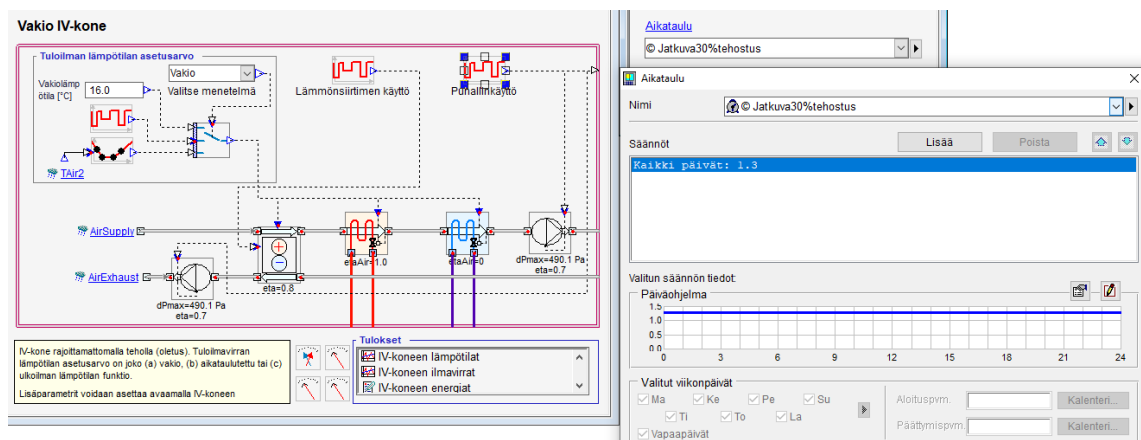 Vakio IV-kone
Tuloilman lämpötilan asetusarvo
Vakiolämp
ötila [°C]
16.0
Vakio
Valitse menetelmä
TAir2
Lämmönsiirtimen käyttö
Puhallinkäyttö
AirSupply
AirExhaust
dPmax=490.1 Pa
eta=0.7
eta=0.8
etaAir=1.0
etaAir=0
dPmax=490.1 Pa
eta=0.7
IV-kone rajoittamattomalla teholla (oletus). Tuloilmavirran
lämpötilan asetusarvo on joko (a) vakio, (b) aikataulutettu tai (c)
ulkoilman lämpötilan funktio.
Lisäparametrit voidaan asettaa avaamalla IV-koneen
Tulokset
IV-koneen lämpötilat
IV-koneen ilmavirrat
IV-koneen energiat
Aikataulu
© Jatkuva30%tehostus
Aikataulu
Nimi
© Jatkuva30%tehostus
Säännöt
Lisää
Poista
Kaikki päivät: 1.3
Valitun säännön tiedot:
Päiväohjelma
1.5
1.0
0.5
0.0
0 3 6 9 12 15 18 21 24
Valitut viikonpäivät
Ma Ke Pe Su
Ti To La
Vapaapäivät
Aloituspvm.
Kalenteri...
Päättymispvm.
Kalenteri...